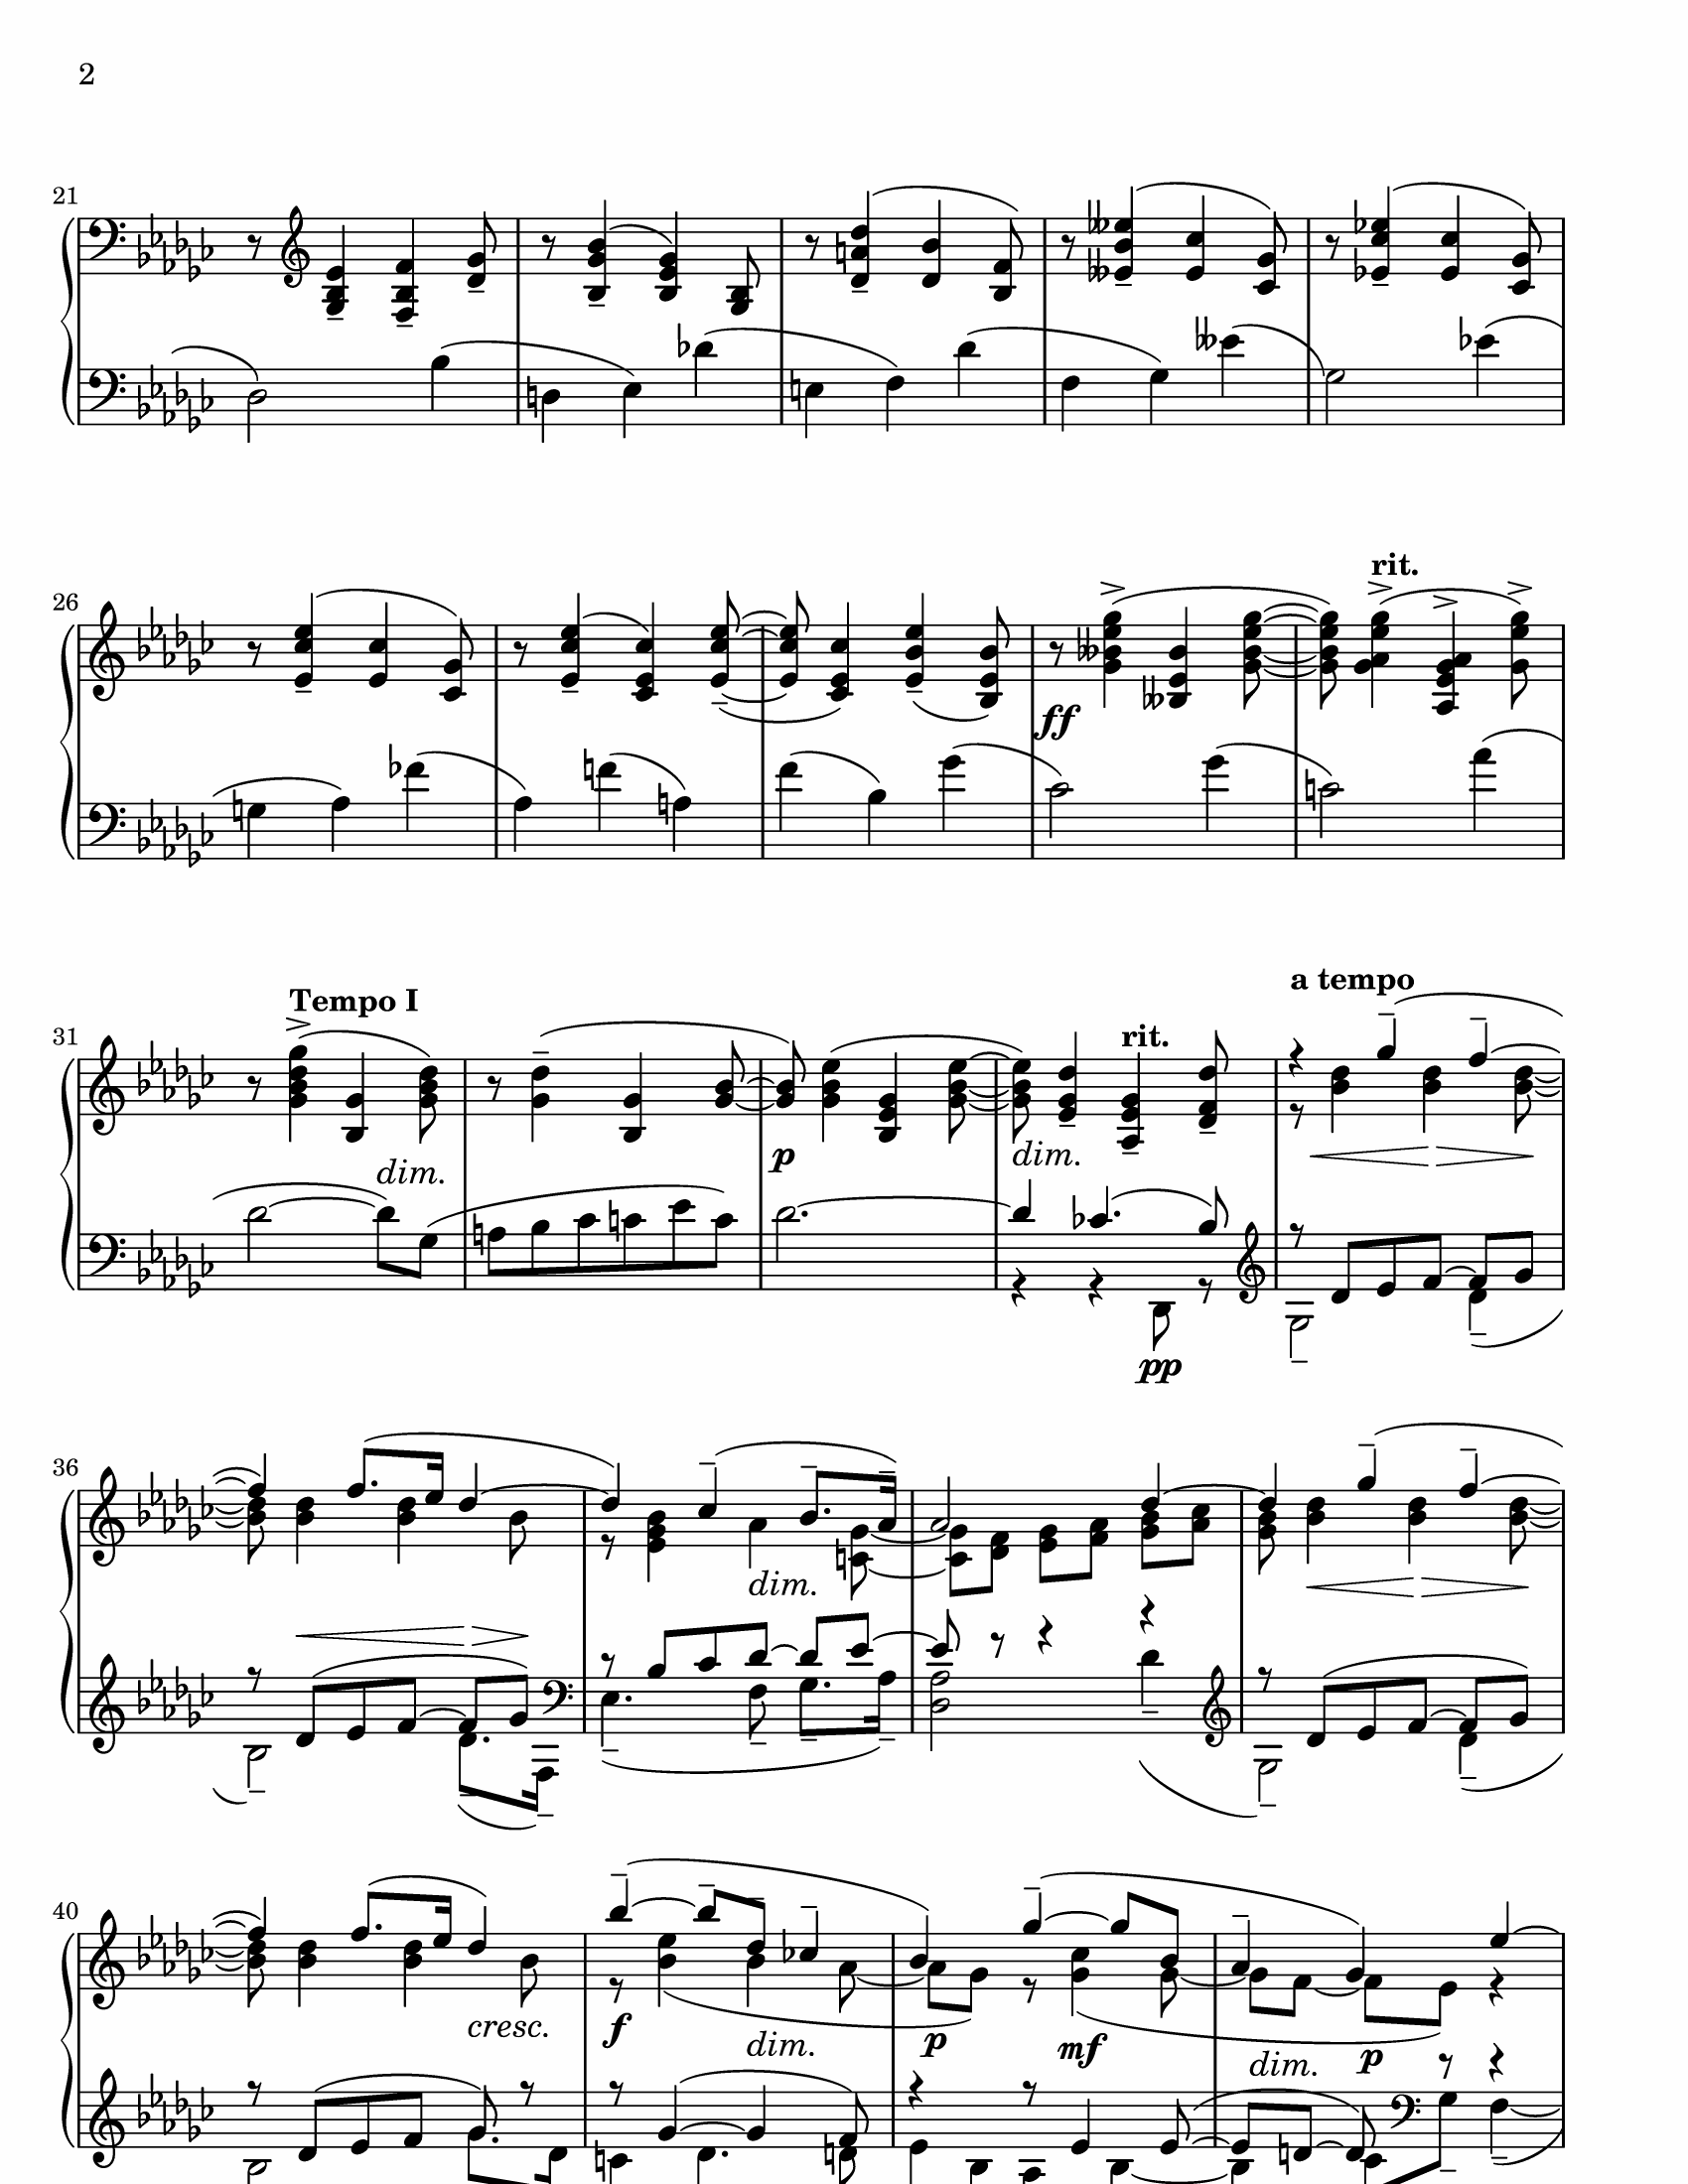 2
21
26
rit.
ff
31
Tempo I
rit.
a tempo
dim.
p
dim.
pp
36
dim.
40
cresc.
f
dim.
p
mf
dim.
p